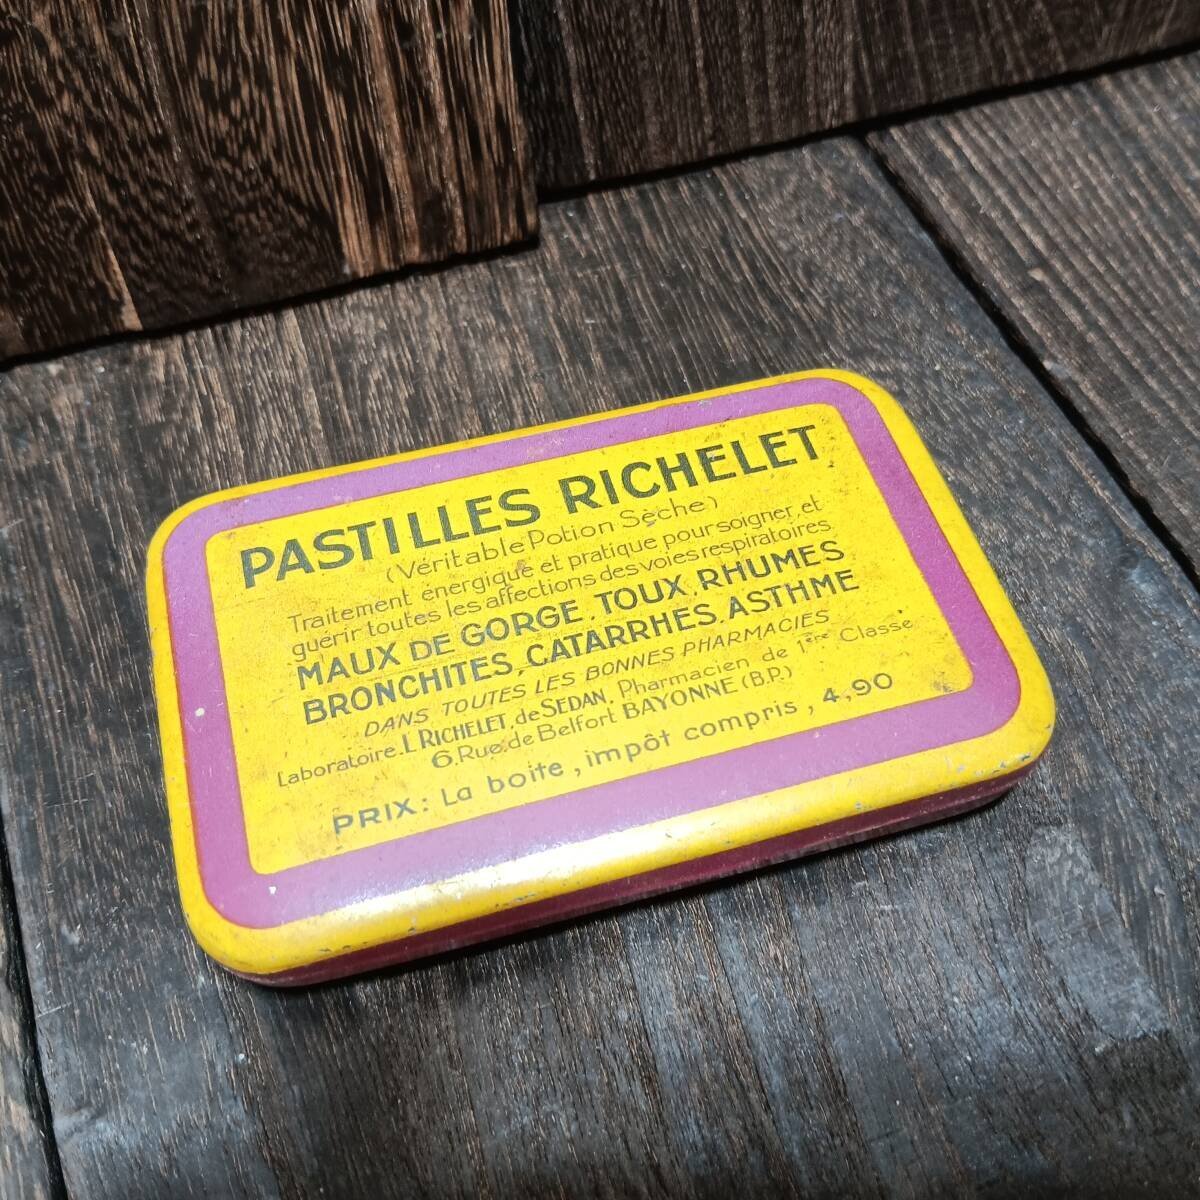 PASTILLES RICHELET
(Véritable Potion Sèche)
Traitement énergique et pratique pour soigner et
guérir toutes les affections des voies respiratoires
MAUX DE GORGE, TOUX, RHUMES
BRONCHITES, CATARRHES, ASTHME
DANS TOUTES LES BONNES PHARMACIES
Laboratoire L. RICHELET, de SEDAN, Pharmacien de 1ère Classe
6, Rue de Belfort BAYONNE (B.P.)
PRIX: La boite, impôt compris, 4,90